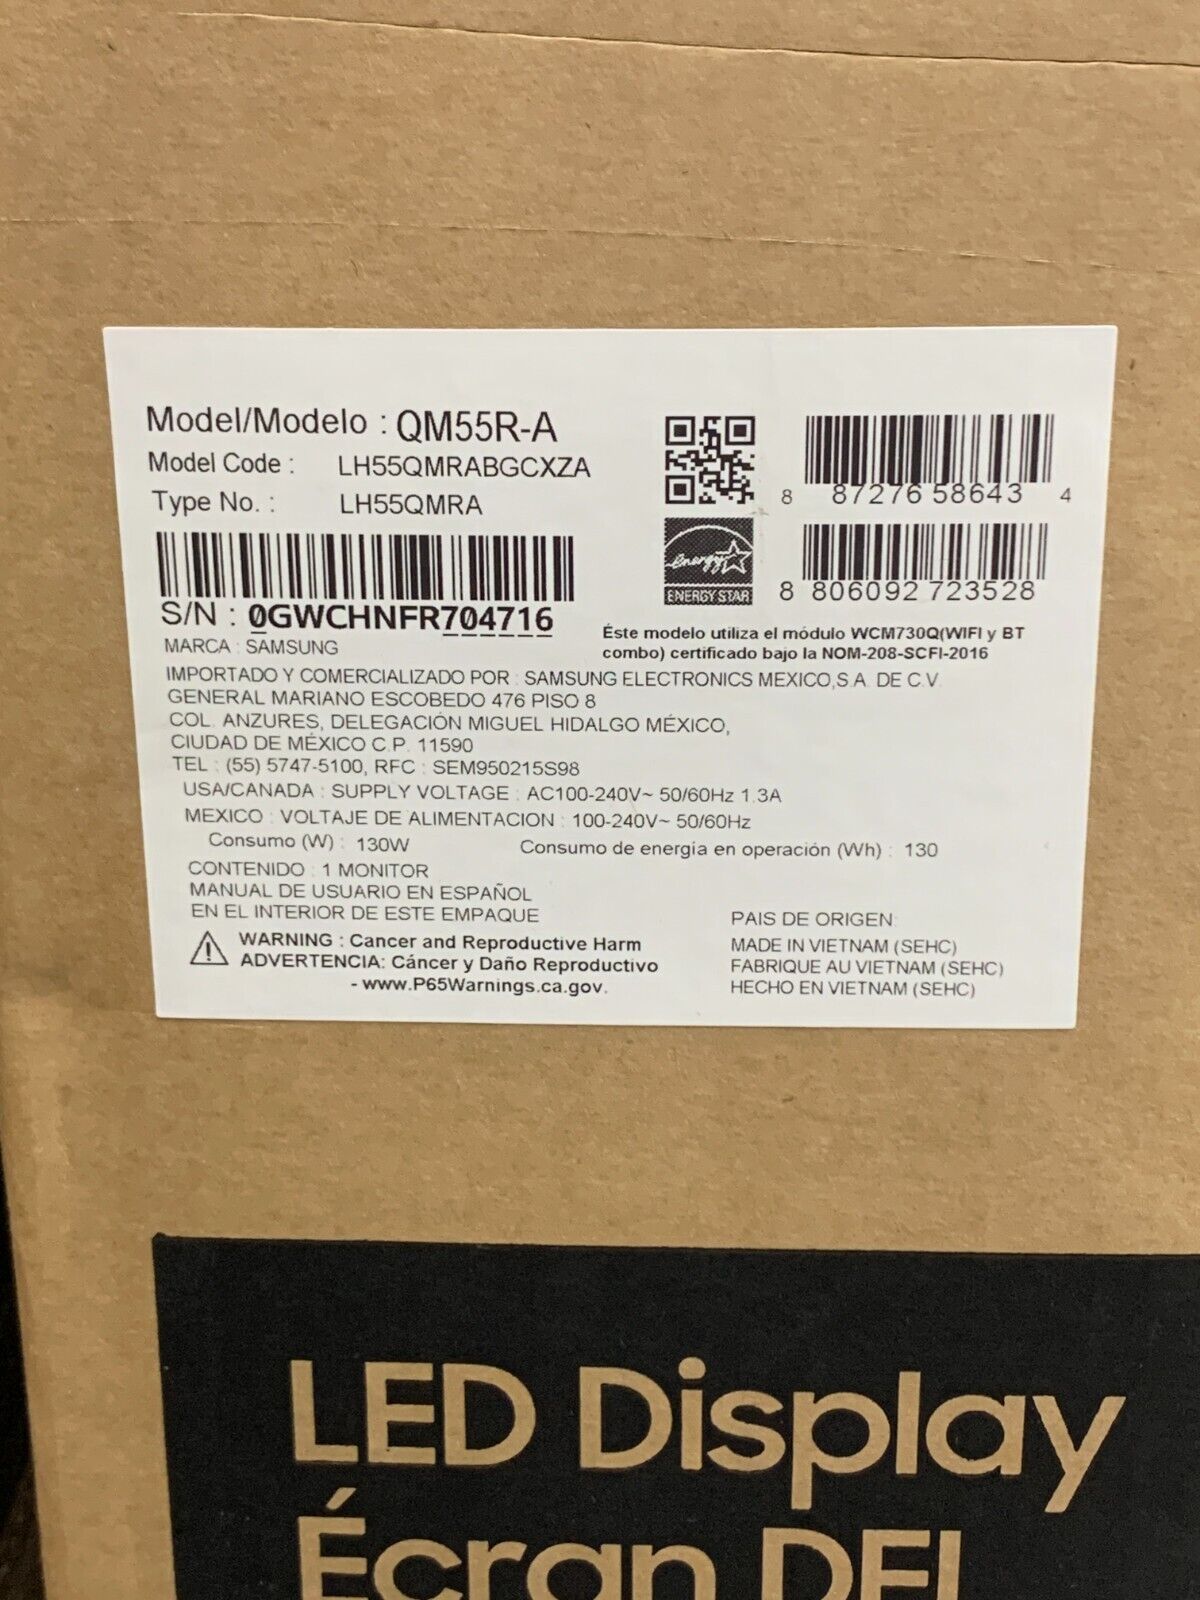 Model/Modelo : QM55R-A
Model Code : LH55QMRABGCXZA
Type No. : LH55QMRA
8 87276 58643 4
energy
ENERGY STAR
8 806092 723528
S/N : 0GWCHNFR704716
MARCA : SAMSUNG
Éste modelo utiliza el módulo WCM730Q(WIFI y BT
combo) certificado bajo la NOM-208-SCFI-2016
IMPORTADO Y COMERCIALIZADO POR : SAMSUNG ELECTRONICS MEXICO,S.A. DE C.V.
GENERAL MARIANO ESCOBEDO 476 PISO 8
COL. ANZURES, DELEGACIÓN MIGUEL HIDALGO MÉXICO,
CIUDAD DE MÉXICO C.P. 11590
TEL : (55) 5747-5100, RFC : SEM950215S98
USA/CANADA : SUPPLY VOLTAGE : AC100-240V~ 50/60Hz 1.3A
MEXICO : VOLTAJE DE ALIMENTACION : 100-240V~ 50/60Hz
Consumo (W) : 130W Consumo de energía en operación (Wh) : 130
CONTENIDO : 1 MONITOR
MANUAL DE USUARIO EN ESPAÑOL
EN EL INTERIOR DE ESTE EMPAQUE
WARNING : Cancer and Reproductive Harm
ADVERTENCIA: Cáncer y Daño Reproductivo
- www.P65Warnings.ca.gov.
PAIS DE ORIGEN:
MADE IN VIETNAM (SEHC)
FABRIQUE AU VIETNAM (SEHC)
HECHO EN VIETNAM (SEHC)
LED Display
Écran DEL